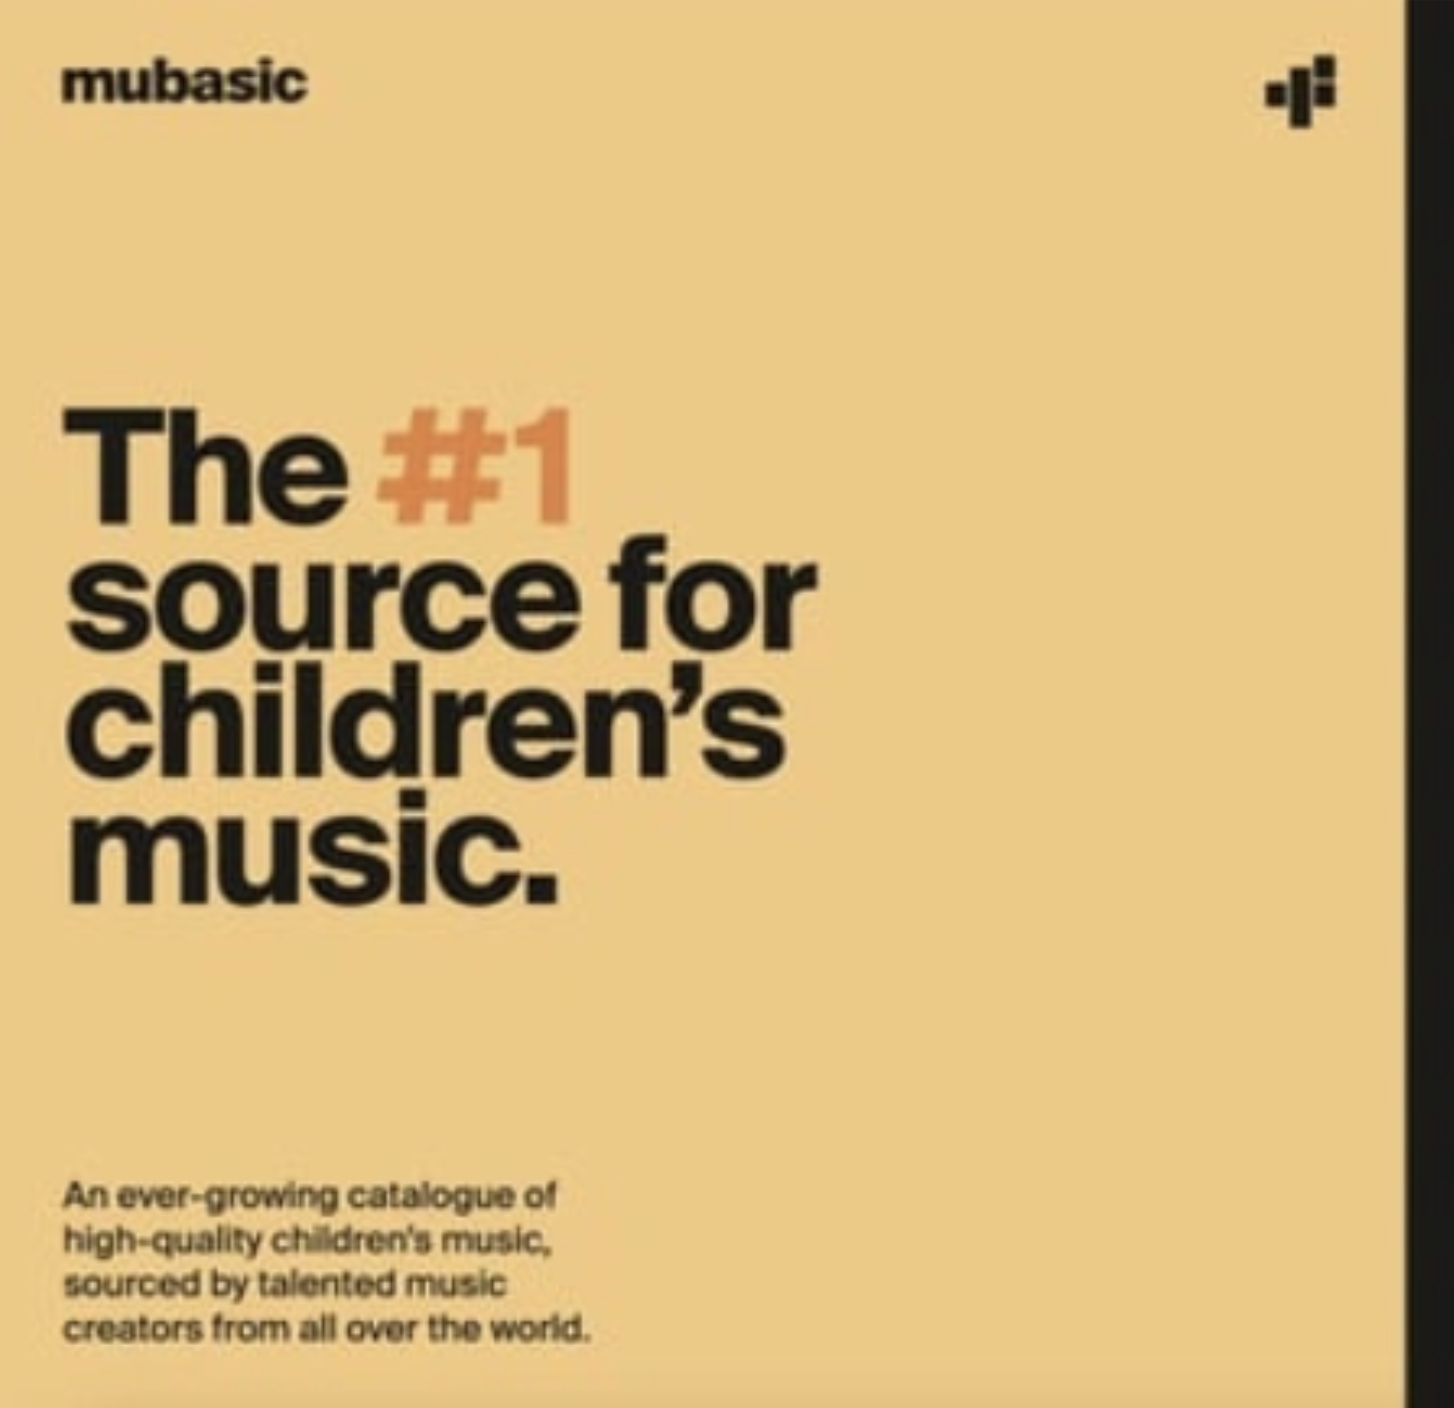 mubasic
The #1
source for
children’s
music.
An ever-growing catalogue of
high-quality children's music,
sourced by talented music
creators from all over the world.